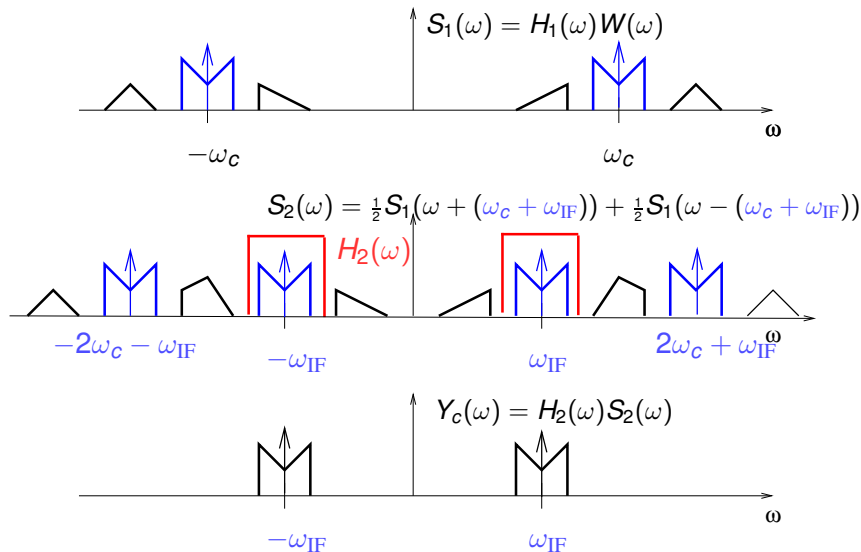 S₁(ω) = H₁(ω)W(ω)
ω
−ω_c ω_c
S₂(ω) = ½S₁(ω + (ω_c + ω_IF)) + ½S₁(ω − (ω_c + ω_IF))
H₂(ω)
ω
−2ω_c − ω_IF −ω_IF ω_IF 2ω_c + ω_IF
Y_c(ω) = H₂(ω)S₂(ω)
ω
−ω_IF ω_IF